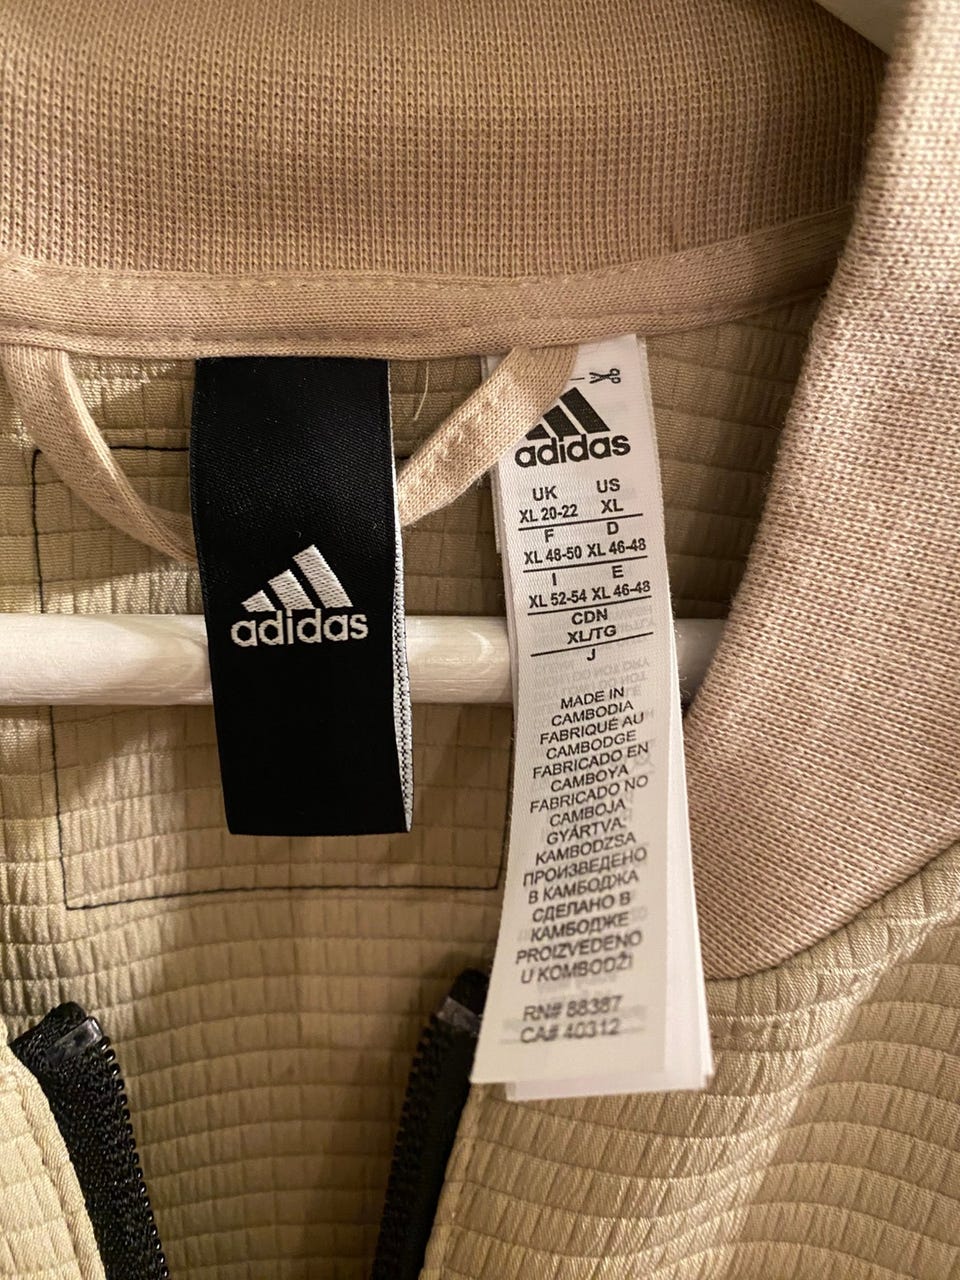 adidas
adidas
UK US
XL 20-22 XL
F D
XL 48-50 XL 46-48
I E
XL 52-54 XL 46-48
CDN
XL/TG
J
MADE IN
CAMBODIA
FABRIQUÉ AU
CAMBODGE
FABRICADO EN
CAMBOYA
FABRICADO NO
CAMBOJA
GYÁRTVA:
KAMBODZSA
ПРОИЗВЕДЕНО
В КАМБОДЖА
СДЕЛАНО В
КАМБОДЖЕ
PROIZVEDENO
U KOMBODŽI
RN# 88387
CA# 40312